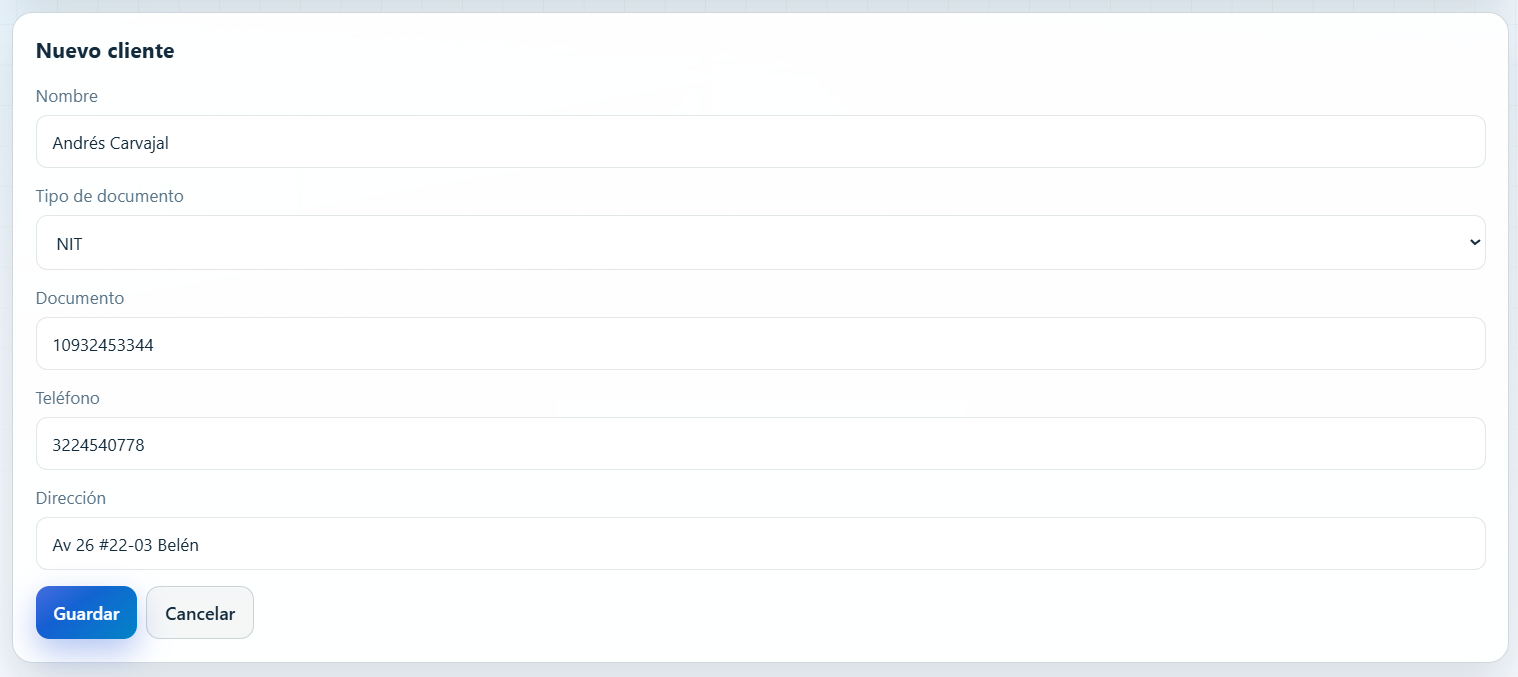 Nuevo cliente
Nombre
Andrés Carvajal
Tipo de documento
NIT
Documento
10932453344
Teléfono
3224540778
Dirección
Av 26 #22-03 Belén
Guardar Cancelar